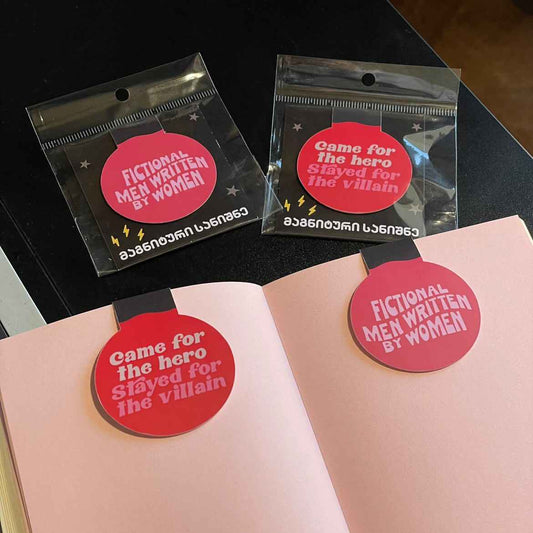 FICTIONAL
MEN WRITTEN
BY WOMEN
მაგნიტური სანიშნე
Came for
the hero
Stayed for
the villain
მაგნიტური სანიშნე
Came for
the hero
Stayed for
the villain
FICTIONAL
MEN WRITTEN
BY WOMEN